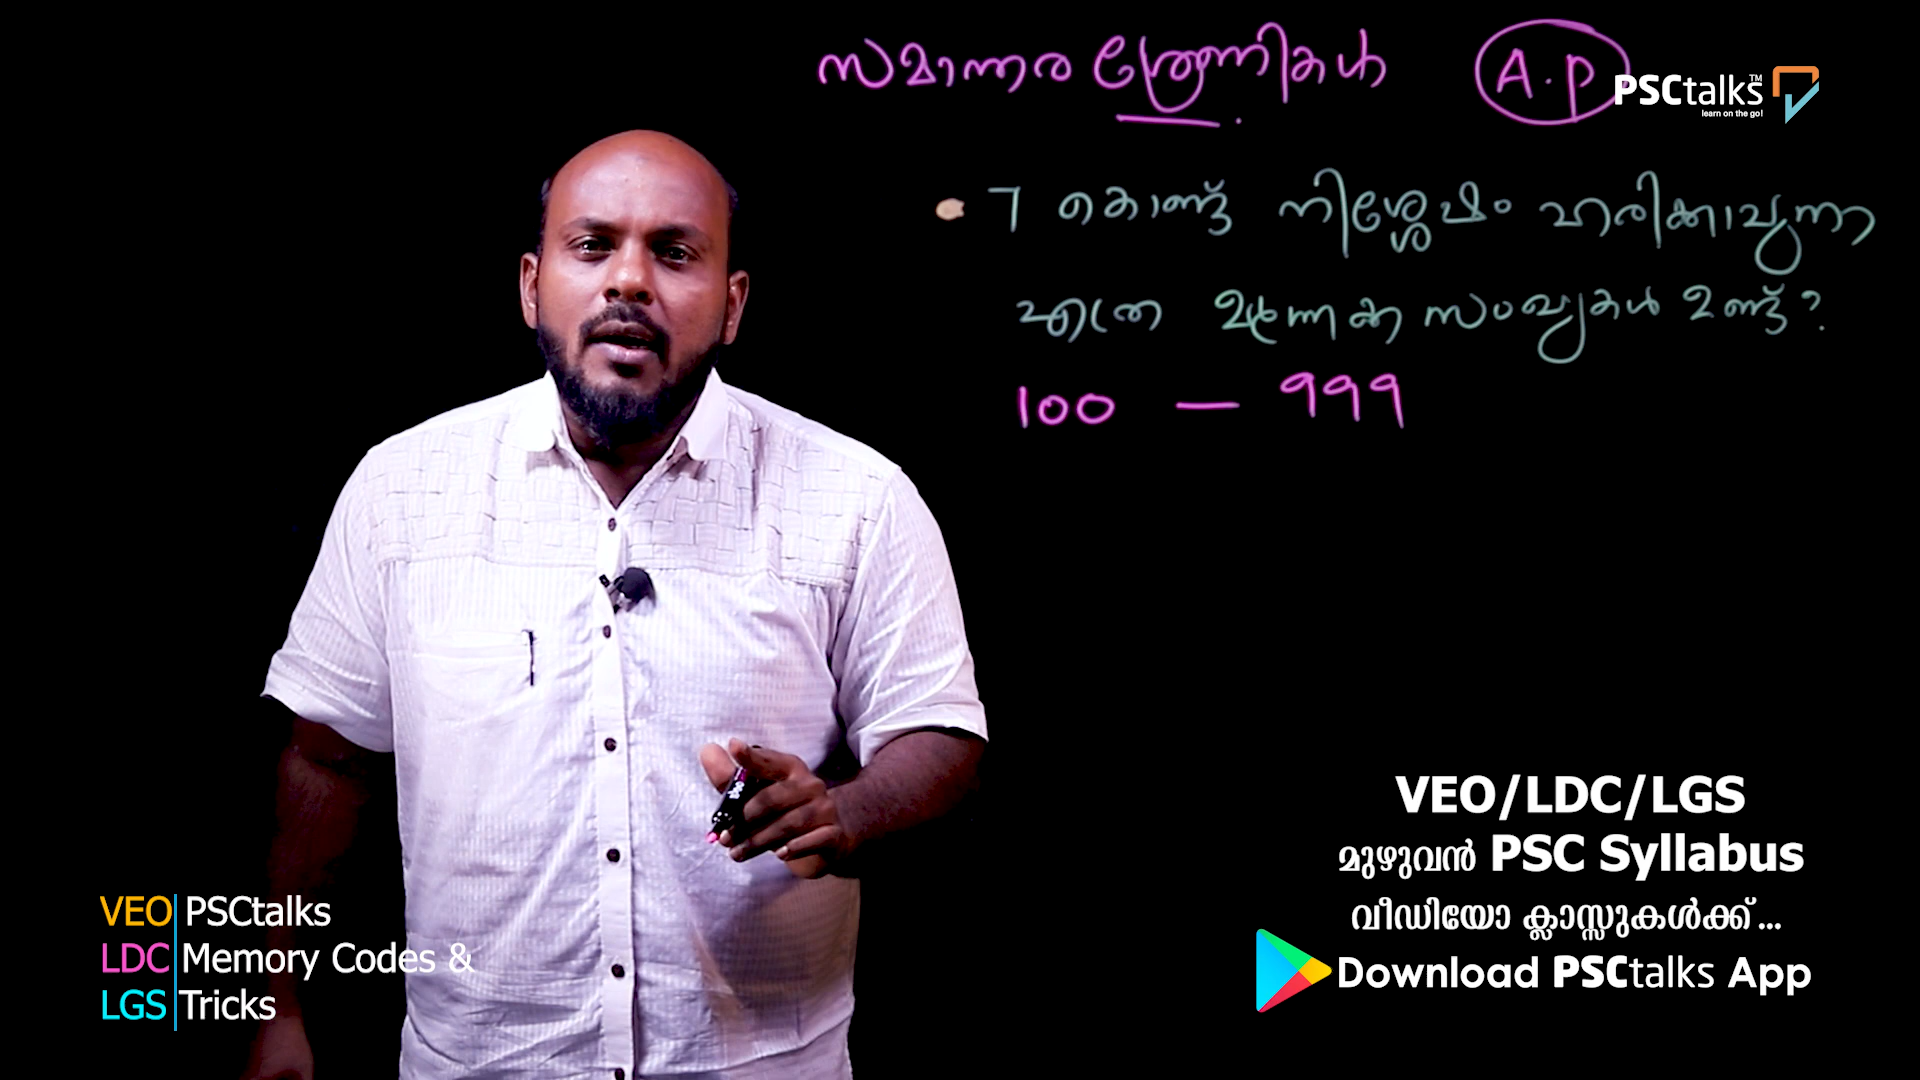 സമാന്തര ശ്രേണികൾ A.P
PSCtalks™
learn on the go!
7 കൊണ്ട് നിശ്ശേഷം ഹരിക്കാവുന്ന
എത്ര മൂന്നക്ക സംഖ്യകൾ ഉണ്ട്?
100 — 999
VEO/LDC/LGS
മുഴുവൻ PSC Syllabus
വീഡിയോ ക്ലാസ്സുകൾക്ക്...
Download PSCtalks App
VEO PSCtalks
LDC Memory Codes &
LGS Tricks